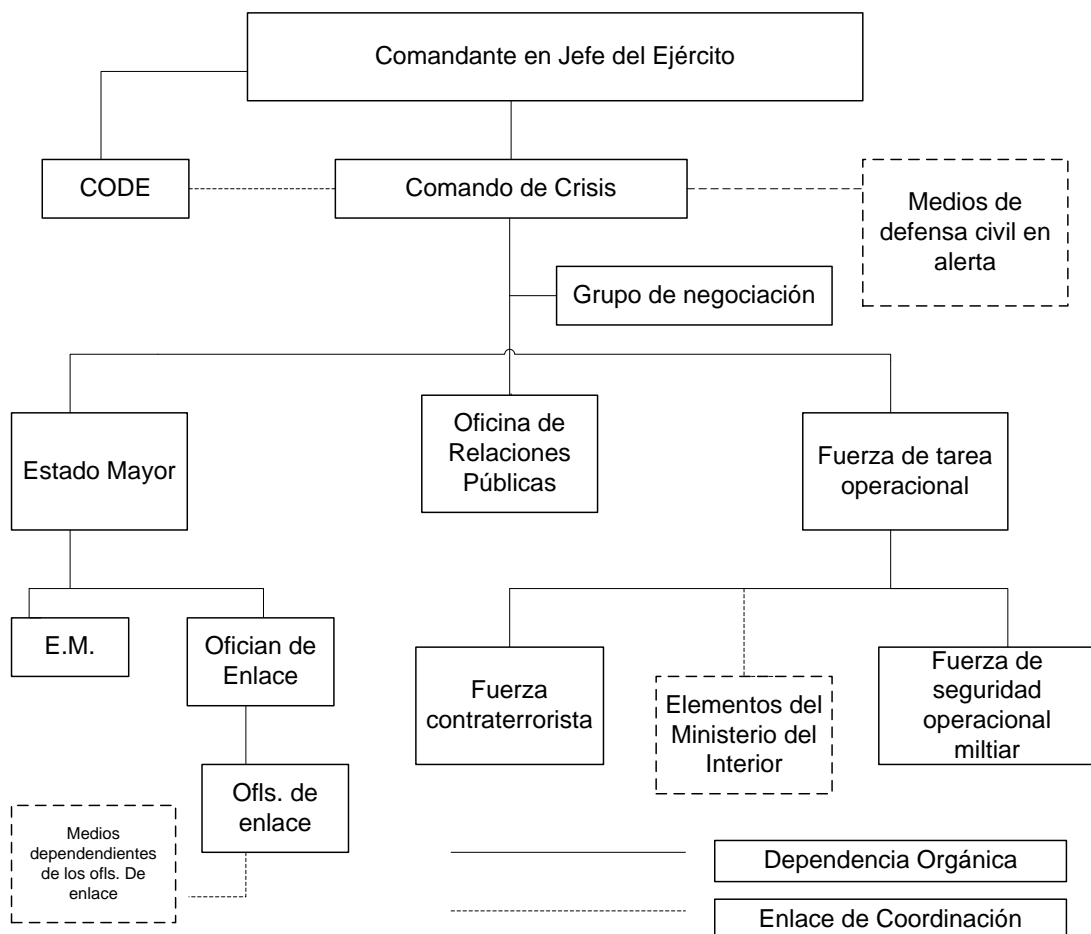 Comandante en Jefe del Ejército
CODE
Comando de Crisis
Medios de
defensa civil en
alerta
Grupo de negociación
Estado Mayor
Oficina de
Relaciones
Públicas
Fuerza de tarea
operacional
E.M.
Ofician de
Enlace
Fuerza
contraterrorista
Elementos del
Ministerio del
Interior
Fuerza de
seguridad
operacional
miltiar
Ofls. de
enlace
Medios
dependendientes
de los ofls. De
enlace
Dependencia Orgánica
Enlace de Coordinación